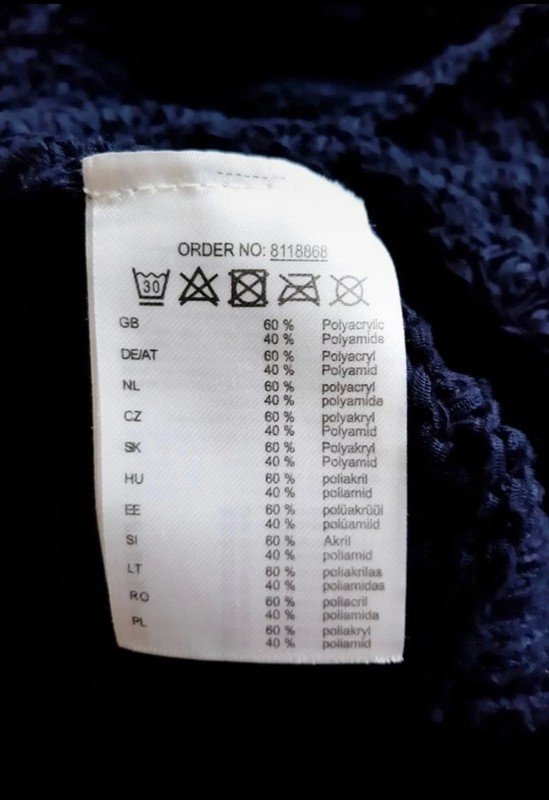 ORDER NO: 8118868
30
GB 60 % Polyacrylic
40 % Polyamide
DE/AT 60 % Polyacryl
40 % Polyamid
NL 60 % polyacryl
40 % polyamide
CZ 60 % polyakryl
40 % Polyamid
SK 60 % Polyakryl
40 % Polyamid
HU 60 % poliakril
40 % poliamid
EE 60 % polüakrüül
40 % polüamiid
SI 60 % Akril
40 % poliamid
LT 60 % poliakrilas
40 % poliamidas
RO 60 % poliacril
40 % poliamida
PL 60 % poliakryl
40 % poliamid